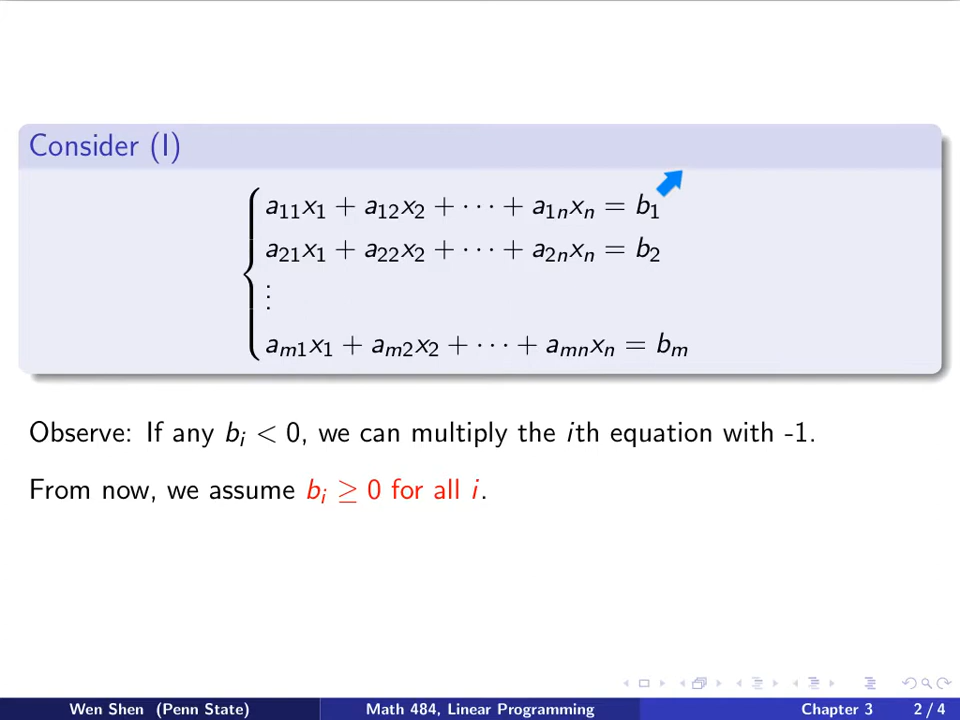 Consider (I)
a₁₁x₁ + a₁₂x₂ + ⋯ + a₁ₙxₙ = b₁
a₂₁x₁ + a₂₂x₂ + ⋯ + a₂ₙxₙ = b₂
⋮
aₘ₁x₁ + aₘ₂x₂ + ⋯ + aₘₙxₙ = bₘ
Observe: If any bᵢ < 0, we can multiply the ith equation with -1.
From now, we assume bᵢ ≥ 0 for all i.
Wen Shen (Penn State) Math 484, Linear Programming Chapter 3 2 / 4